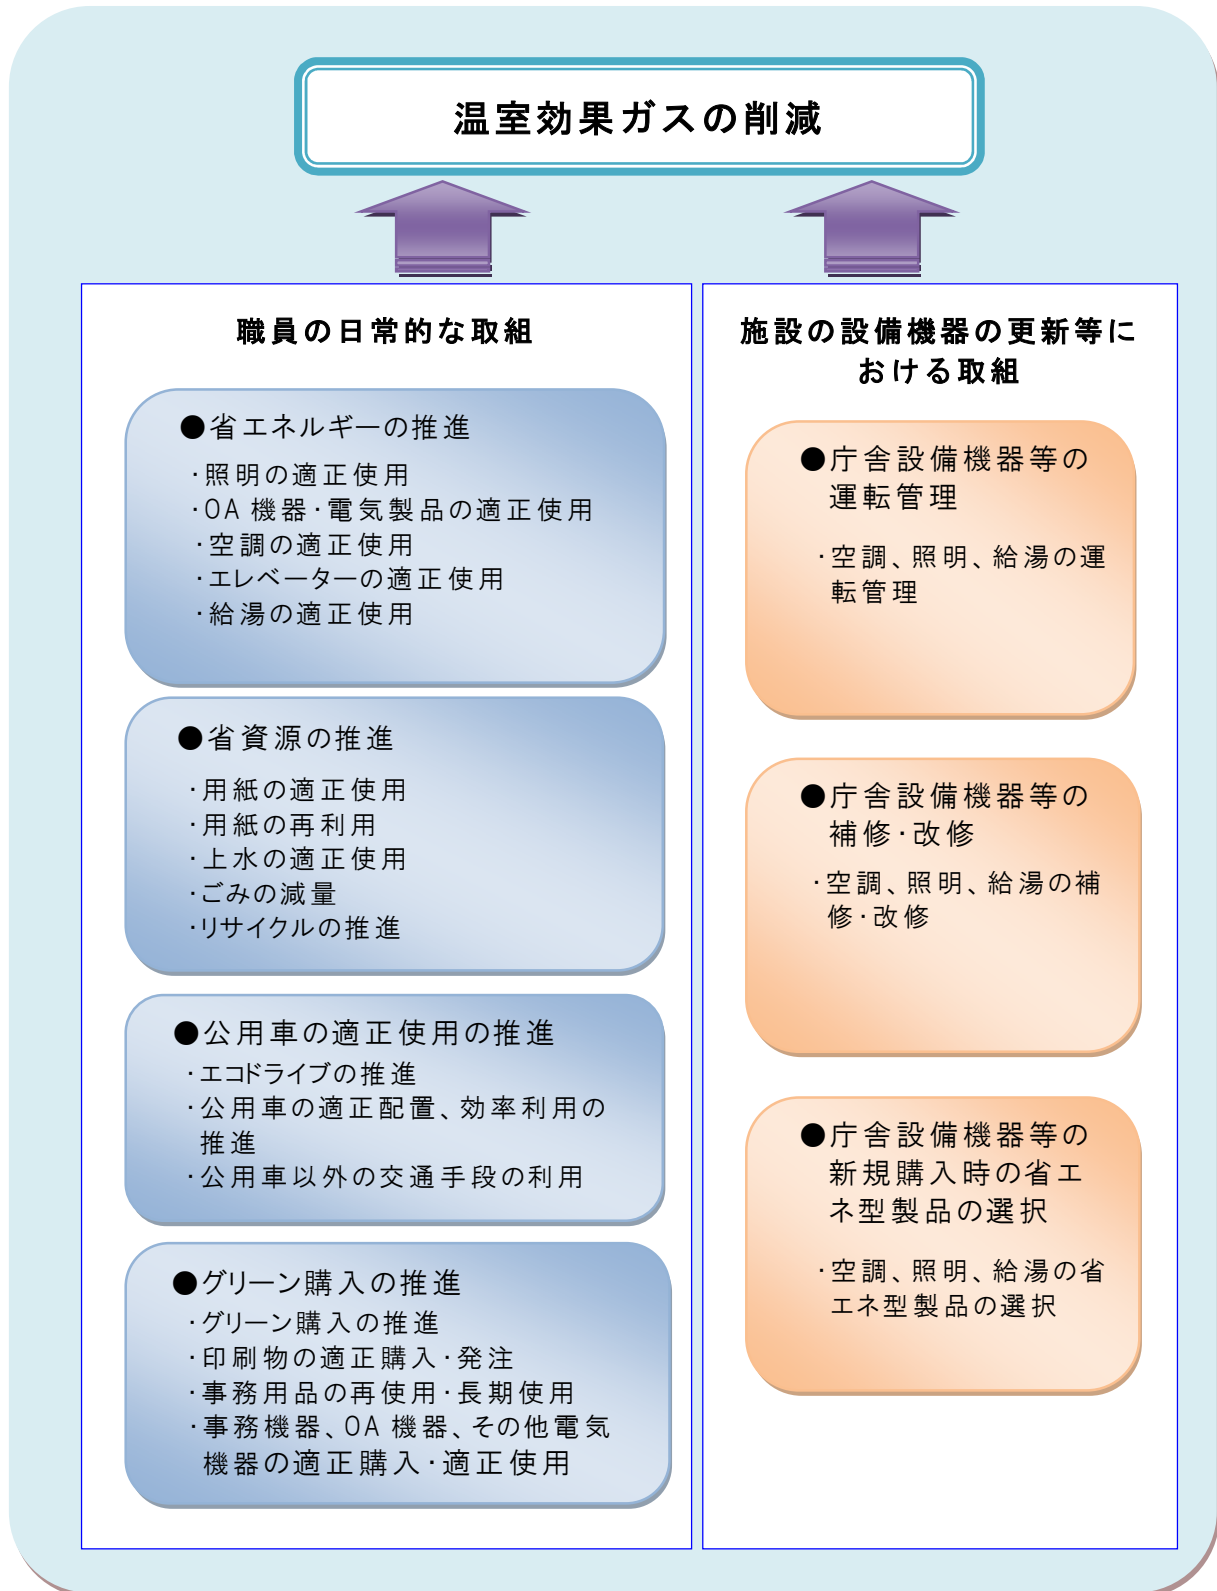 温室効果ガスの削減
職員の日常的な取組
●省エネルギーの推進
・照明の適正使用
・OA 機器・電気製品の適正使用
・空調の適正使用
・エレベーターの適正使用
・給湯の適正使用
●省資源の推進
・用紙の適正使用
・用紙の再利用
・上水の適正使用
・ごみの減量
・リサイクルの推進
●公用車の適正使用の推進
・エコドライブの推進
・公用車の適正配置、効率利用の
推進
・公用車以外の交通手段の利用
●グリーン購入の推進
・グリーン購入の推進
・印刷物の適正購入・発注
・事務用品の再使用・長期使用
・事務機器、OA 機器、その他電気
機器の適正購入・適正使用
施設の設備機器の更新等に
おける取組
●庁舎設備機器等の
運転管理
・空調、照明、給湯の運
転管理
●庁舎設備機器等の
補修・改修
・空調、照明、給湯の補
修・改修
●庁舎設備機器等の
新規購入時の省エ
ネ型製品の選択
・空調、照明、給湯の省
エネ型製品の選択